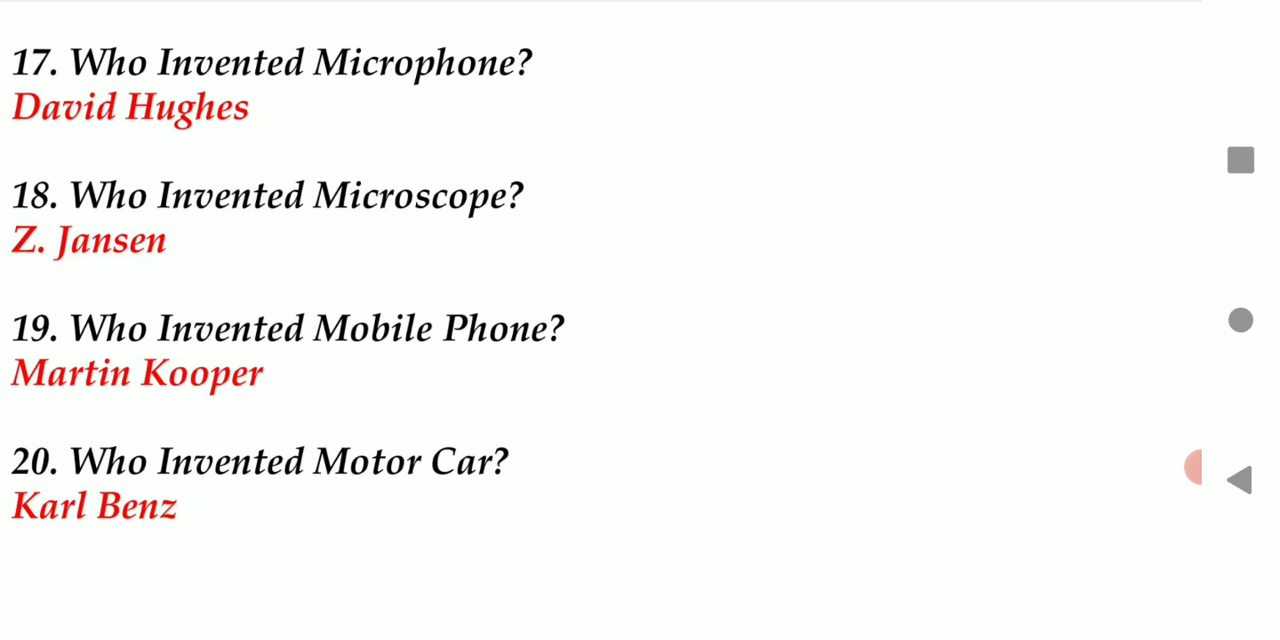 17. Who Invented Microphone?
David Hughes
18. Who Invented Microscope?
Z. Jansen
19. Who Invented Mobile Phone?
Martin Kooper
20. Who Invented Motor Car?
Karl Benz